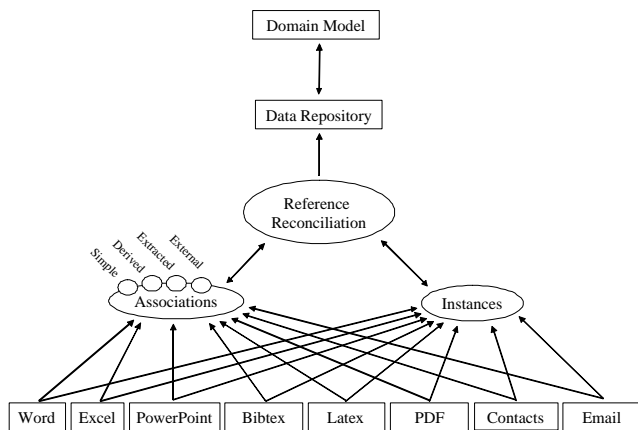 Domain Model
Data Repository
Reference
Reconciliation
Simple
Derived
Extracted
External
Associations
Instances
Word
Excel
PowerPoint
Bibtex
Latex
PDF
Contacts
Email